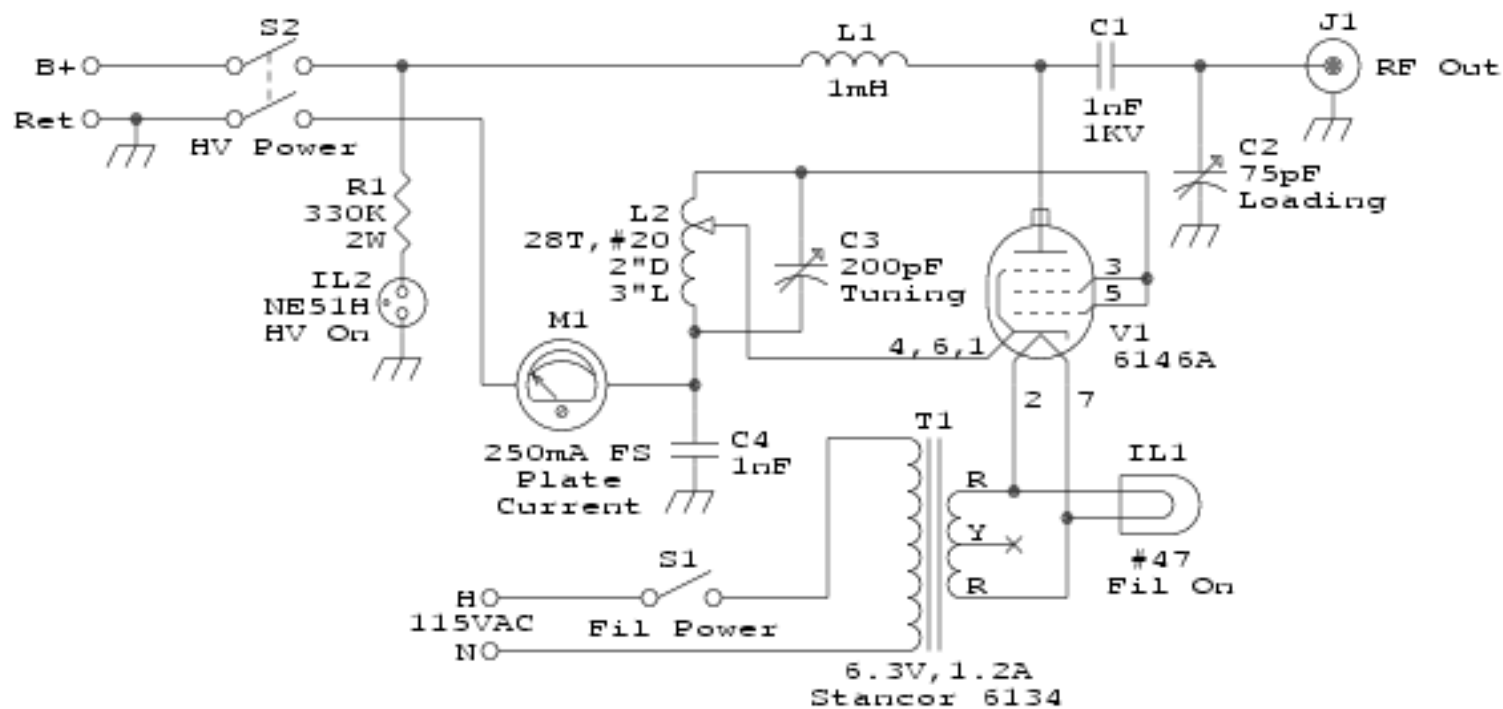 S2
B+
Ret
HV Power
L1
1mH
C1
1nF
1KV
J1
RF Out
C2
75pF
Loading
R1
330K
2W
IL2
NE51H
HV On
L2
28T,#20
2"D
3"L
C3
200pF
Tuning
3
5
V1
6146A
4,6,1
2
7
M1
250mA FS
Plate
Current
C4
1nF
T1
R
Y
R
IL1
#47
Fil On
S1
H
115VAC
N
Fil Power
6.3V,1.2A
Stancor 6134